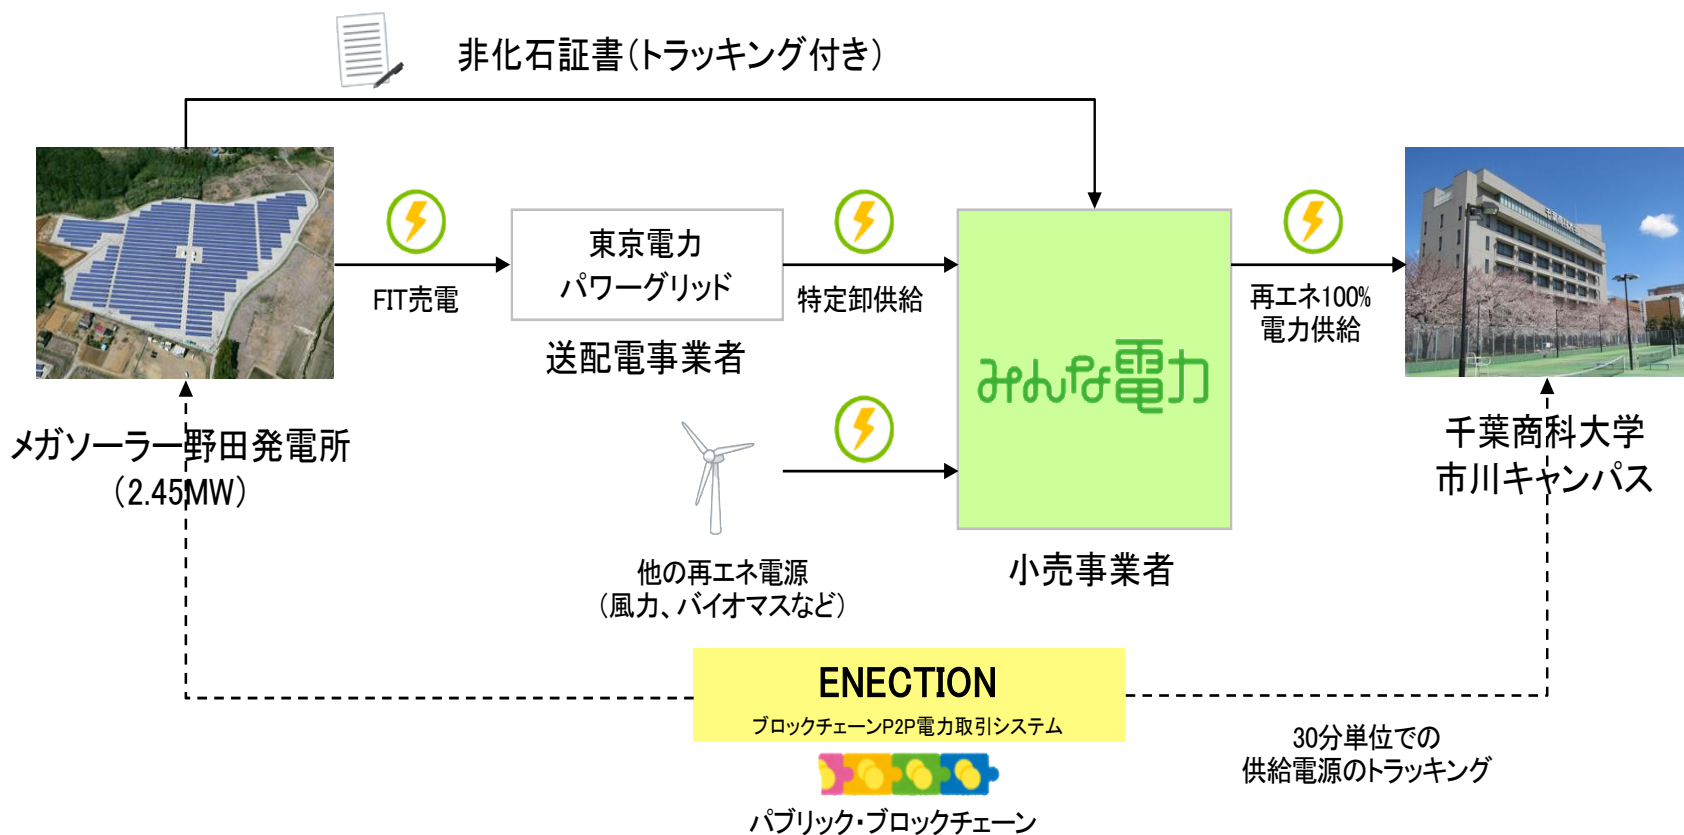 非化石証書(トラッキング付き)
FIT売電
東京電力
パワーグリッド
送配電事業者
特定卸供給
みんな電力
小売事業者
再エネ100%
電力供給
メガソーラー野田発電所
(2.45MW)
他の再エネ電源
(風力、バイオマスなど)
千葉商科大学
市川キャンパス
ENECTION
ブロックチェーンP2P電力取引システム
パブリック・ブロックチェーン
30分単位での
供給電源のトラッキング